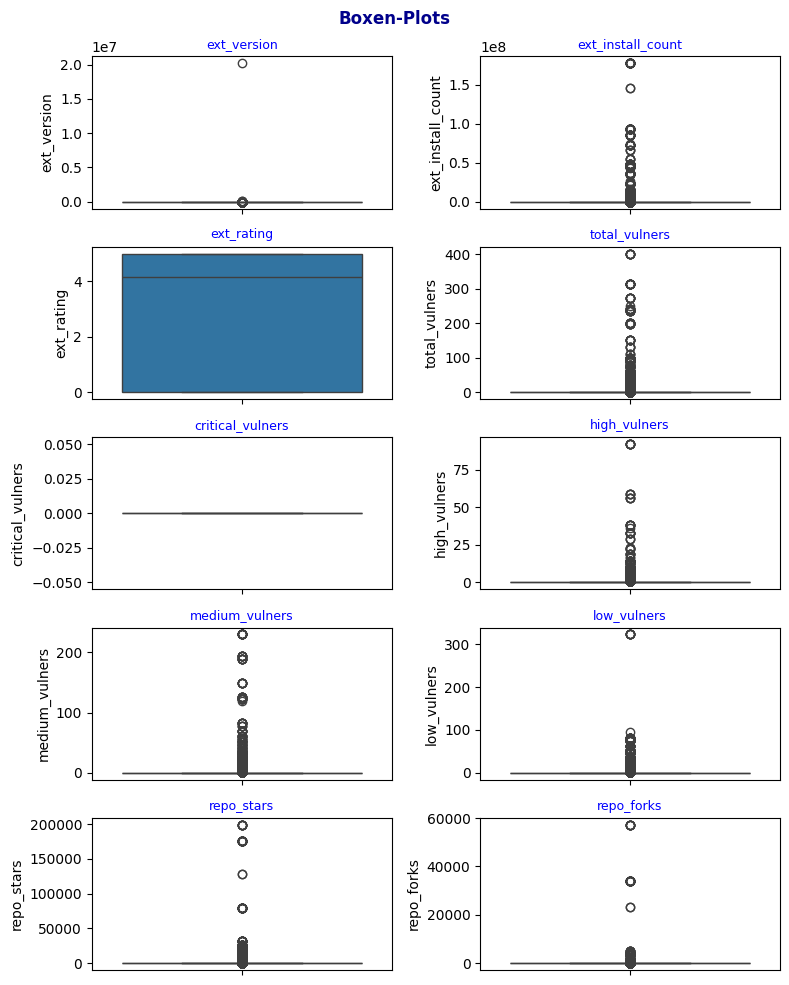 Boxen-Plots
ext_version
1e7
2.0
1.5
1.0
0.5
0.0
ext_version
ext_install_count
1e8
1.5
1.0
0.5
0.0
ext_install_count
ext_rating
4
2
0
ext_rating
total_vulners
400
300
200
100
0
total_vulners
critical_vulners
0.050
0.025
0.000
−0.025
−0.050
critical_vulners
high_vulners
75
50
25
0
high_vulners
medium_vulners
200
100
0
medium_vulners
low_vulners
300
200
100
0
low_vulners
repo_stars
200000
150000
100000
50000
0
repo_stars
repo_forks
60000
40000
20000
0
repo_forks